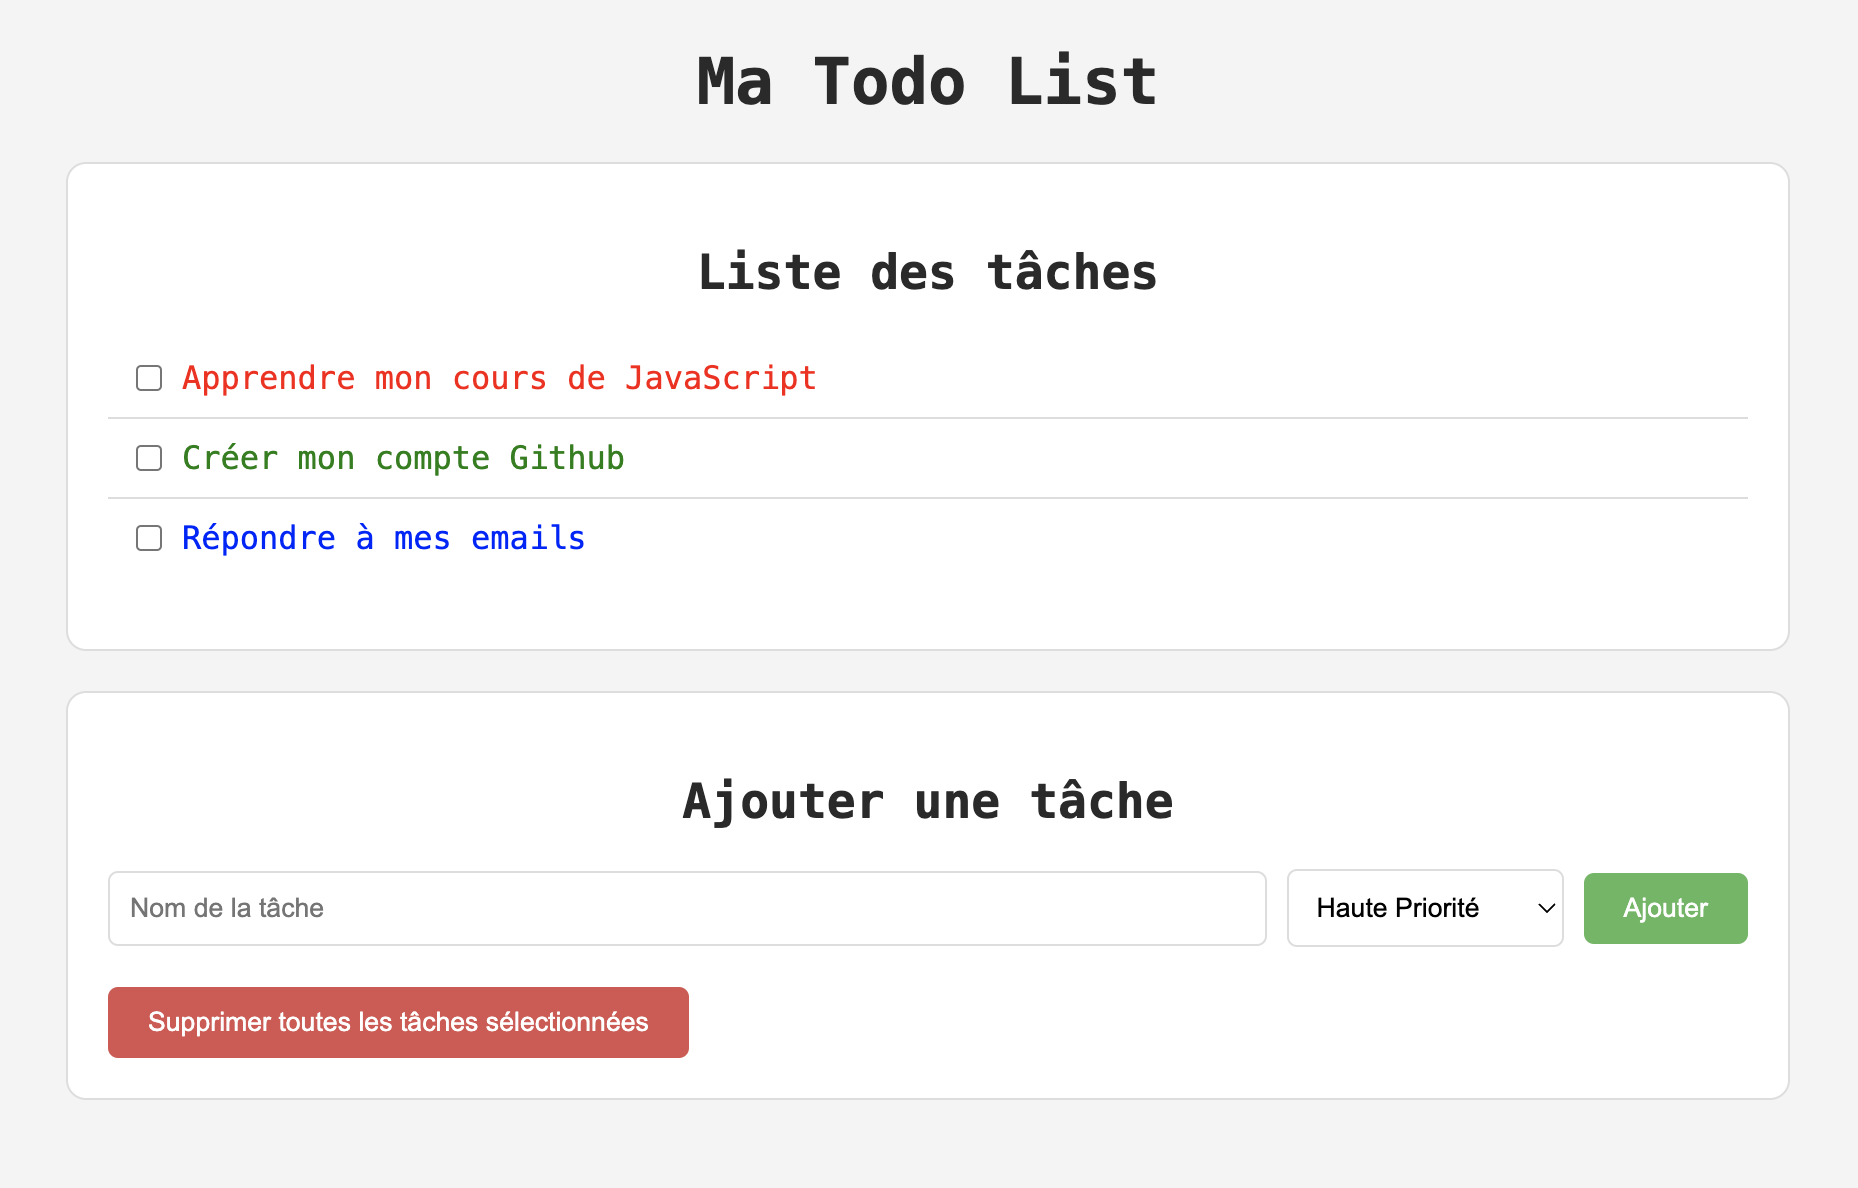 Ma Todo List
Liste des tâches
Apprendre mon cours de JavaScript
Créer mon compte Github
Répondre à mes emails
Ajouter une tâche
Nom de la tâche
Haute Priorité
Ajouter
Supprimer toutes les tâches sélectionnées